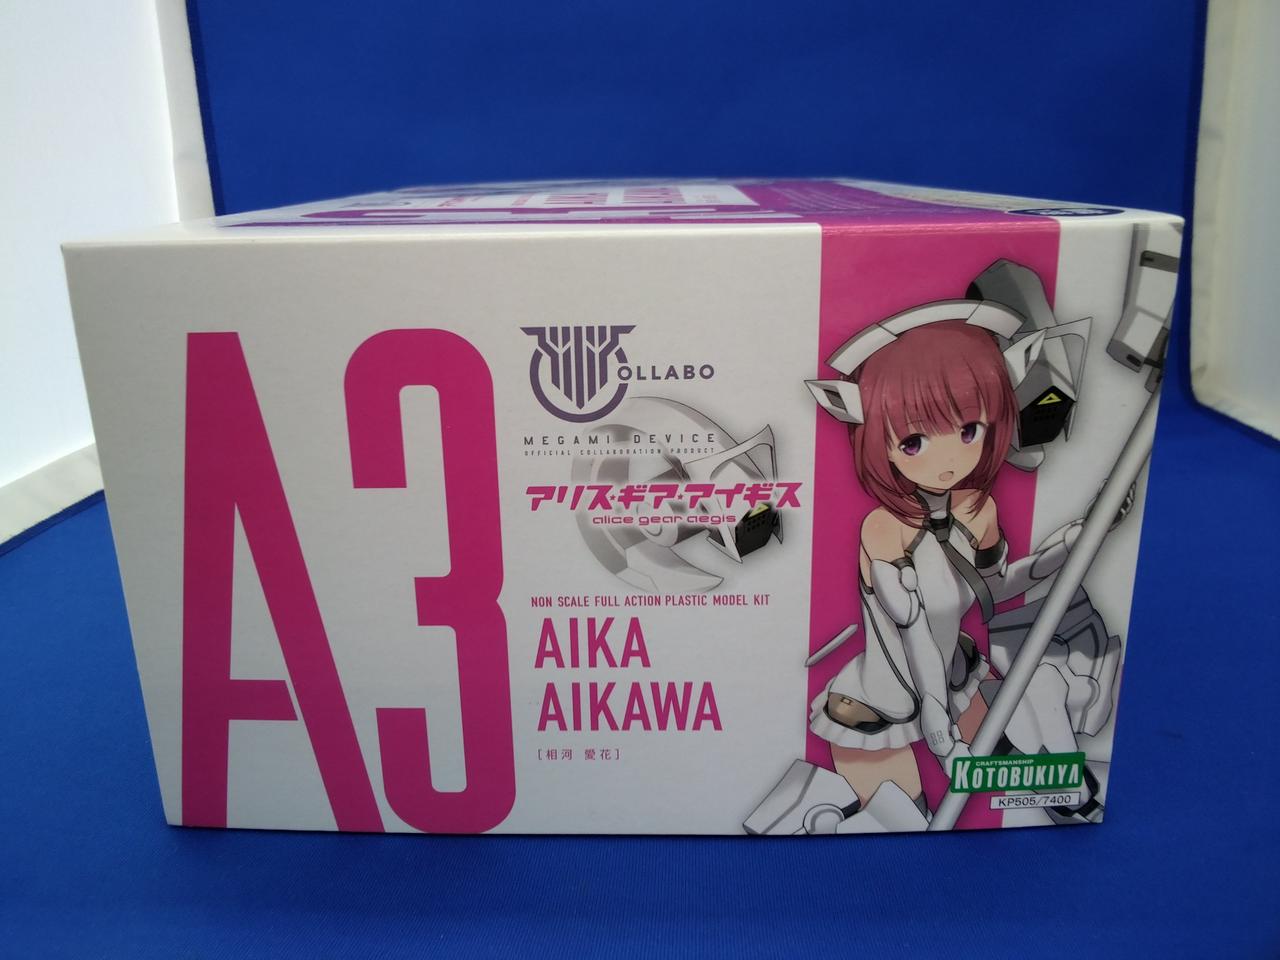 A3
COLLABO
MEGAMI DEVICE
OFFICIAL COLLABORATION PRODUCT
アリス★ギア★アイギス
alice gear aegis
NON SCALE FULL ACTION PLASTIC MODEL KIT
AIKA
AIKAWA
[相河 愛花]
CRAFTSMANSHIP
KOTOBUKIYA
KP505/7400